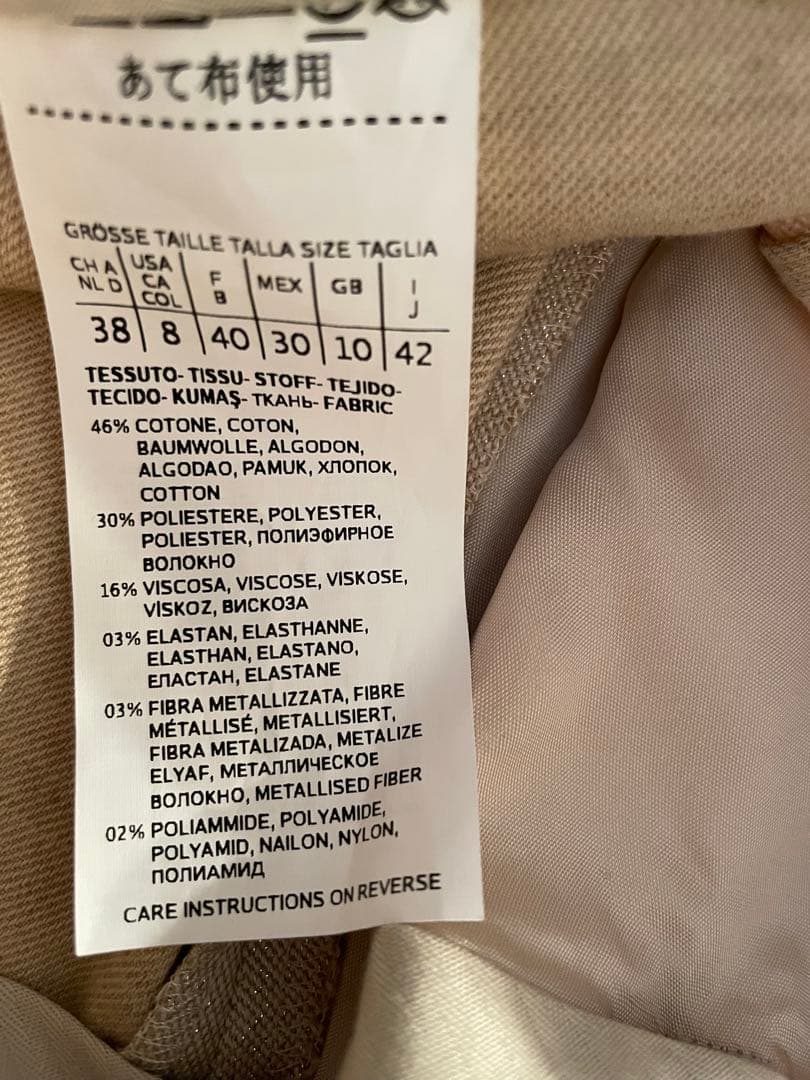 あて布使用
GRÖSSE TAILLE TALLA SIZE TAGLIA
CH A NL D USA CA COL F B MEX GB I J
38 8 40 30 10 42
TESSUTO- TISSU- STOFF- TEJIDO-
TECIDO- KUMAŞ- ТКАНЬ- FABRIC
46% COTONE, COTON,
BAUMWOLLE, ALGODON,
ALGODAO, PAMUK, ХЛОПОК,
COTTON
30% POLIESTERE, POLYESTER,
POLIESTER, ПОЛИЭФИРНОЕ
ВОЛОКНО
16% VISCOSA, VISCOSE, VISKOSE,
VİSKOZ, ВИСКОЗА
03% ELASTAN, ELASTHANNE,
ELASTHAN, ELASTANO,
ЕЛАСТАН, ELASTANE
03% FIBRA METALLIZZATA, FIBRE
MÉTALLISÉ, METALLISIERT,
FIBRA METALIZADA, METALIZE
ELYAF, МЕТАЛЛИЧЕСКОЕ
ВОЛОКНО, METALLISED FIBER
02% POLIAMMIDE, POLYAMIDE,
POLYAMID, NAILON, NYLON,
ПОЛИАМИД
CARE INSTRUCTIONS ON REVERSE